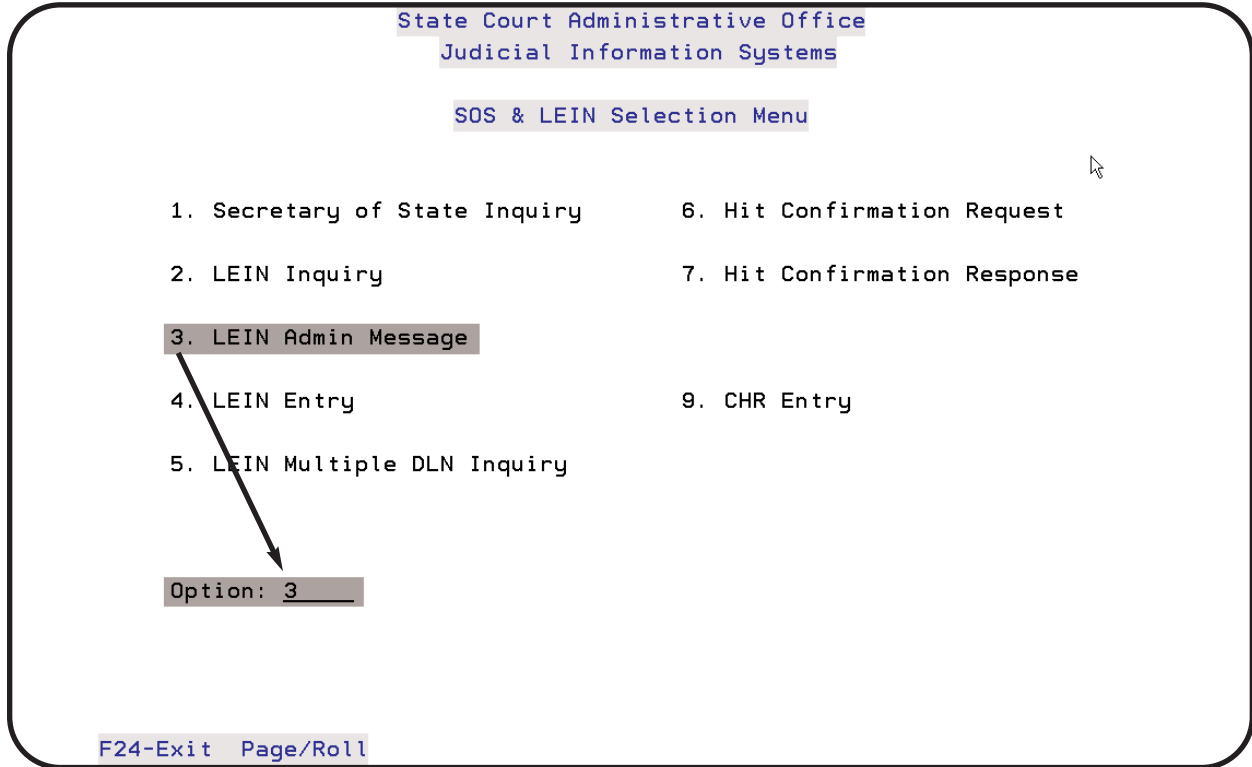 State Court Administrative Office
Judicial Information Systems
SOS & LEIN Selection Menu
1. Secretary of State Inquiry
6. Hit Confirmation Request
2. LEIN Inquiry
7. Hit Confirmation Response
3. LEIN Admin Message
4. LEIN Entry
9. CHR Entry
5. LEIN Multiple DLN Inquiry
Option: 3
F24-Exit Page/Roll